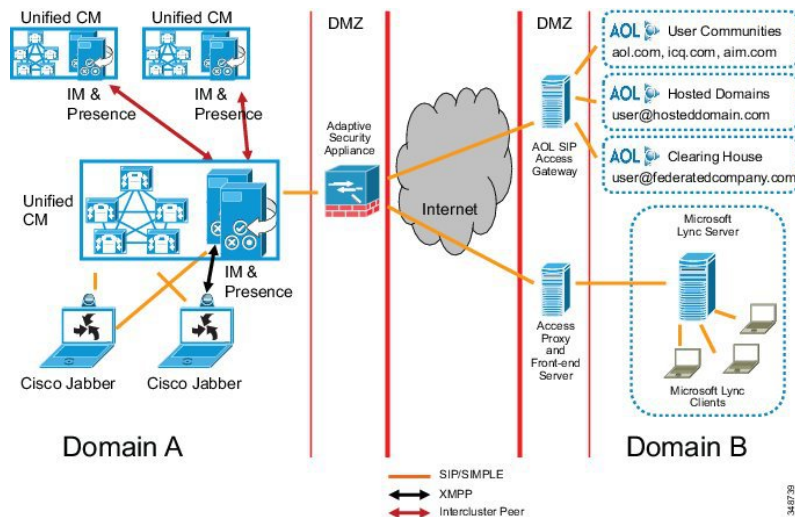 Unified CM
Unified CM
IM &
Presence
IM &
Presence
Unified
CM
IM &
Presence
Cisco Jabber
Cisco Jabber
Domain A
DMZ
Adaptive
Security
Appliance
Internet
DMZ
AOL SIP
Access
Gateway
Access
Proxy
and
Front-end
Server
AOL User Communities
aol.com, icq.com, aim.com
AOL Hosted Domains
user@hosteddomain.com
AOL Clearing House
user@federatedcompany.com
Microsoft
Lync Server
Microsoft Lync
Clients
Domain B
SIP/SIMPLE
XMPP
Intercluster Peer
348739